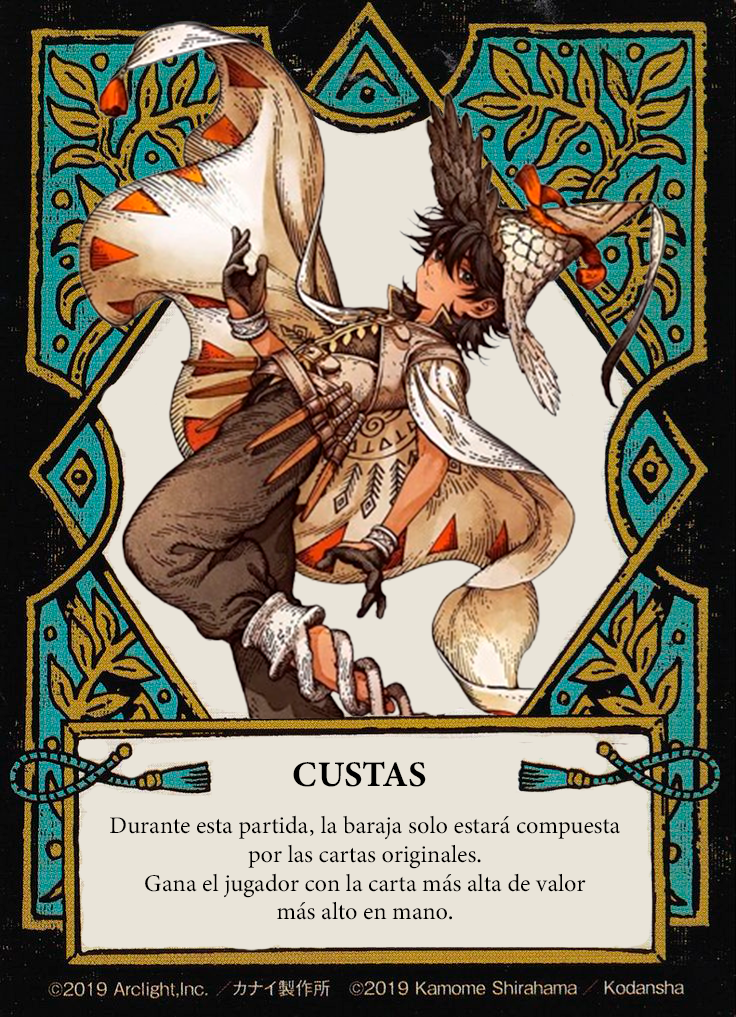 CUSTAS
Durante esta partida, la baraja solo estará compuesta
por las cartas originales.
Gana el jugador con la carta más alta de valor
más alto en mano.
©2019 Arclight,Inc. ／カナイ製作所 ©2019 Kamome Shirahama ／ Kodansha